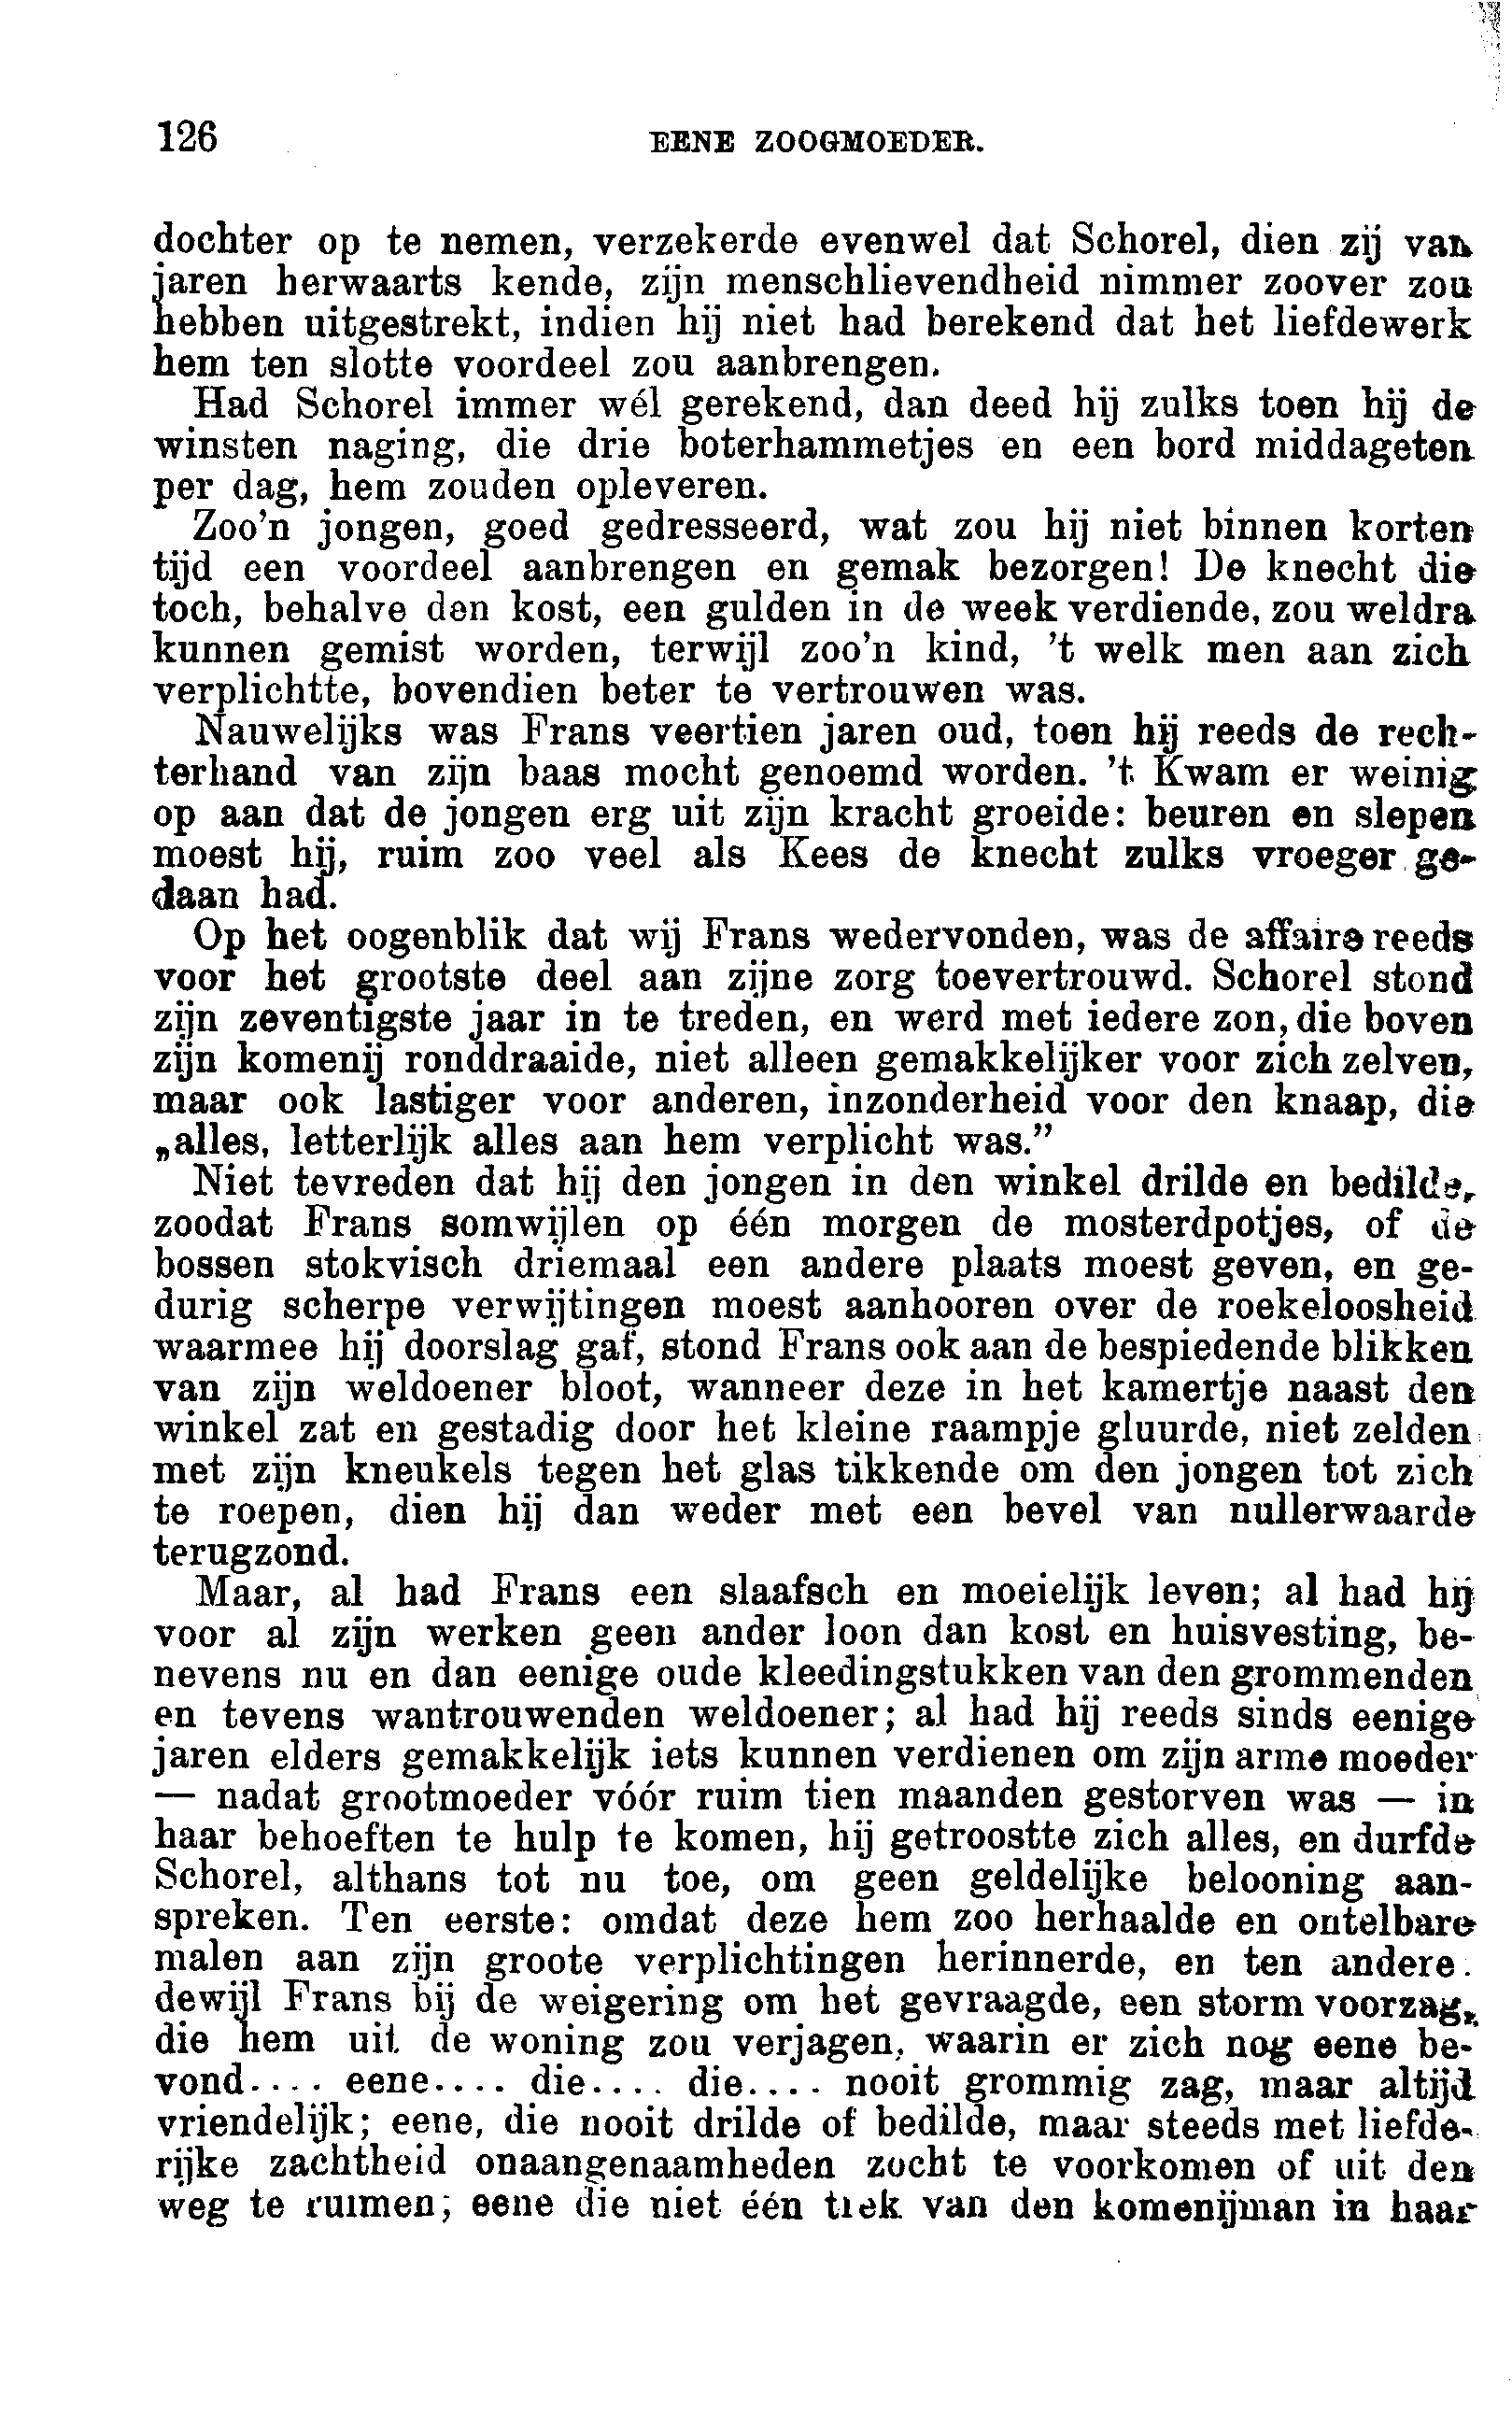 126
EENE ZOOGMOEDER.
dochter op te nemen, verzekerde evenwel dat Schorel, dien zij van
jaren herwaarts kende, zijn menschlievendheid nimmer zoover zou
hebben uitgestrekt, indien hij niet had berekend dat het liefdewerk
hem ten slotte voordeel zou aanbrengen.
Had Schorel immer wél gerekend, dan deed hij zulks toen hij de
winsten naging, die drie boterhammetjes en een bord middageten
per dag, hem zouden opleveren.
Zoo'n jongen, goed gedresseerd, wat zou hij niet binnen korten
tijd een voordeel aanbrengen en gemak bezorgen! De knecht die
toch, behalve den kost, een gulden in de week verdiende, zou weldra
kunnen gemist worden, terwijl zoo'n kind, 't welk men aan zich
verplichtte, bovendien beter te vertrouwen was.
Nauwelijks was Frans veertien jaren oud, toen hij reeds de rech-
terhand van zijn baas mocht genoemd worden. 't Kwam er weinig
op aan dat de jongen erg uit zijn kracht groeide: beuren en slepen
moest hij, ruim zoo veel als Kees de knecht zulks vroeger ge-
daan had.
Op het oogenblik dat wij Frans wedervonden, was de affaire reeds
voor het grootste deel aan zijne zorg toevertrouwd. Schorel stond
zijn zeventigste jaar in te treden, en werd met iedere zon, die boven
zijn komenij ronddraaide, niet alleen gemakkelijker voor zich zelven,
maar ook lastiger voor anderen, inzonderheid voor den knaap, die
„alles, letterlijk alles aan hem verplicht was.”
Niet tevreden dat hij den jongen in den winkel drilde en bedilde,
zoodat Frans somwijlen op één morgen de mosterdpotjes, of de
bossen stokvisch driemaal een andere plaats moest geven, en ge-
durig scherpe verwijtingen moest aanhooren over de roekeloosheid
waarmee hij doorslag gaf, stond Frans ook aan de bespiedende blikken
van zijn weldoener bloot, wanneer deze in het kamertje naast den
winkel zat en gestadig door het kleine raampje gluurde, niet zelden
met zijn kneukels tegen het glas tikkende om den jongen tot zich
te roepen, dien hij dan weder met een bevel van nullerwaarde
terugzond.
Maar, al had Frans een slaafsch en moeielijk leven; al had hij
voor al zijn werken geen ander loon dan kost en huisvesting, be-
nevens nu en dan eenige oude kleedingstukken van den grommenden
en tevens wantrouwenden weldoener; al had hij reeds sinds eenige
jaren elders gemakkelijk iets kunnen verdienen om zijn arme moeder
— nadat grootmoeder vóór ruim tien maanden gestorven was — in
haar behoeften te hulp te komen, hij getroostte zich alles, en durfde
Schorel, althans tot nu toe, om geen geldelijke belooning aan-
spreken. Ten eerste: omdat deze hem zoo herhaalde en ontelbare
malen aan zijn groote verplichtingen herinnerde, en ten andere.
dewijl Frans bij de weigering om het gevraagde, een storm voorzag,
die hem uit de woning zou verjagen, waarin er zich nog eene be-
vond.... eene.... die.... die.... nooit grommig zag, maar altijd
vriendelijk; eene, die nooit drilde of bedilde, maar steeds met liefde-
rijke zachtheid onaangenaamheden zocht te voorkomen of uit den
weg te ruimen; eene die niet één trek van den komenijman in haar